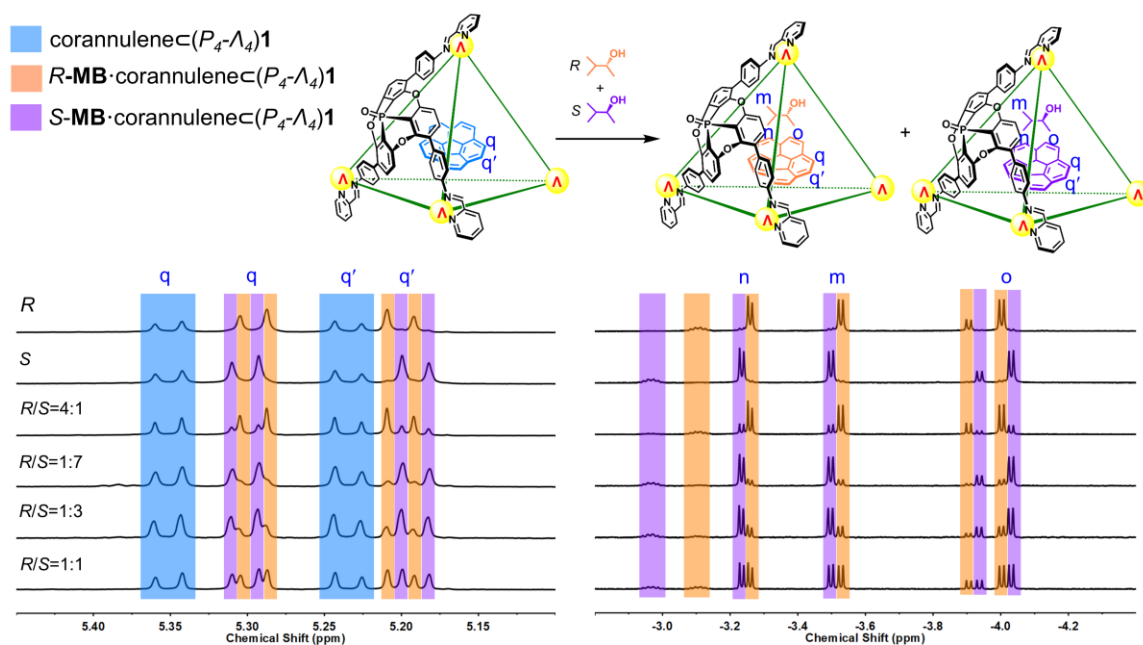 corannulene⊂(P₄-Λ₄)1
R-MB·corannulene⊂(P₄-Λ₄)1
S-MB·corannulene⊂(P₄-Λ₄)1
Λ
N
N
O
O
P
O
O
q
q′
Λ
Λ
Λ
N
N
N
N
R
OH
+
S
OH
Λ
N
N
m
OH
n
o
O
O
P
O
O
q
q′
Λ
Λ
Λ
N
N
N
N
+
Λ
N
N
m
OH
n
o
O
O
P
O
O
q
q′
Λ
Λ
Λ
N
N
N
N
q q q′ q′ n m o
R
S
R/S=4:1
R/S=1:7
R/S=1:3
R/S=1:1
5.40 5.35 5.30 5.25 5.20 5.15
Chemical Shift (ppm)
-3.0 -3.2 -3.4 -3.6 -3.8 -4.0 -4.2
Chemical Shift (ppm)